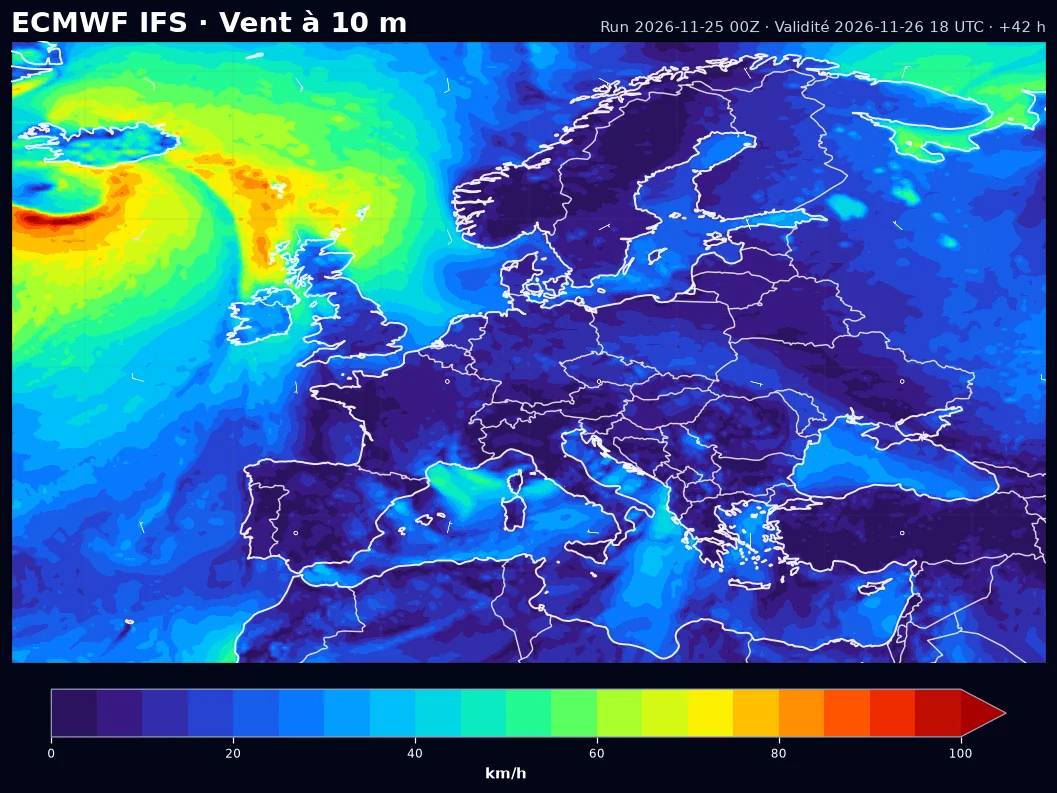 ECMWF IFS · Vent à 10 m
Run 2026-11-25 00Z · Validité 2026-11-26 18 UTC · +42 h
0 20 40 60 80 100
km/h